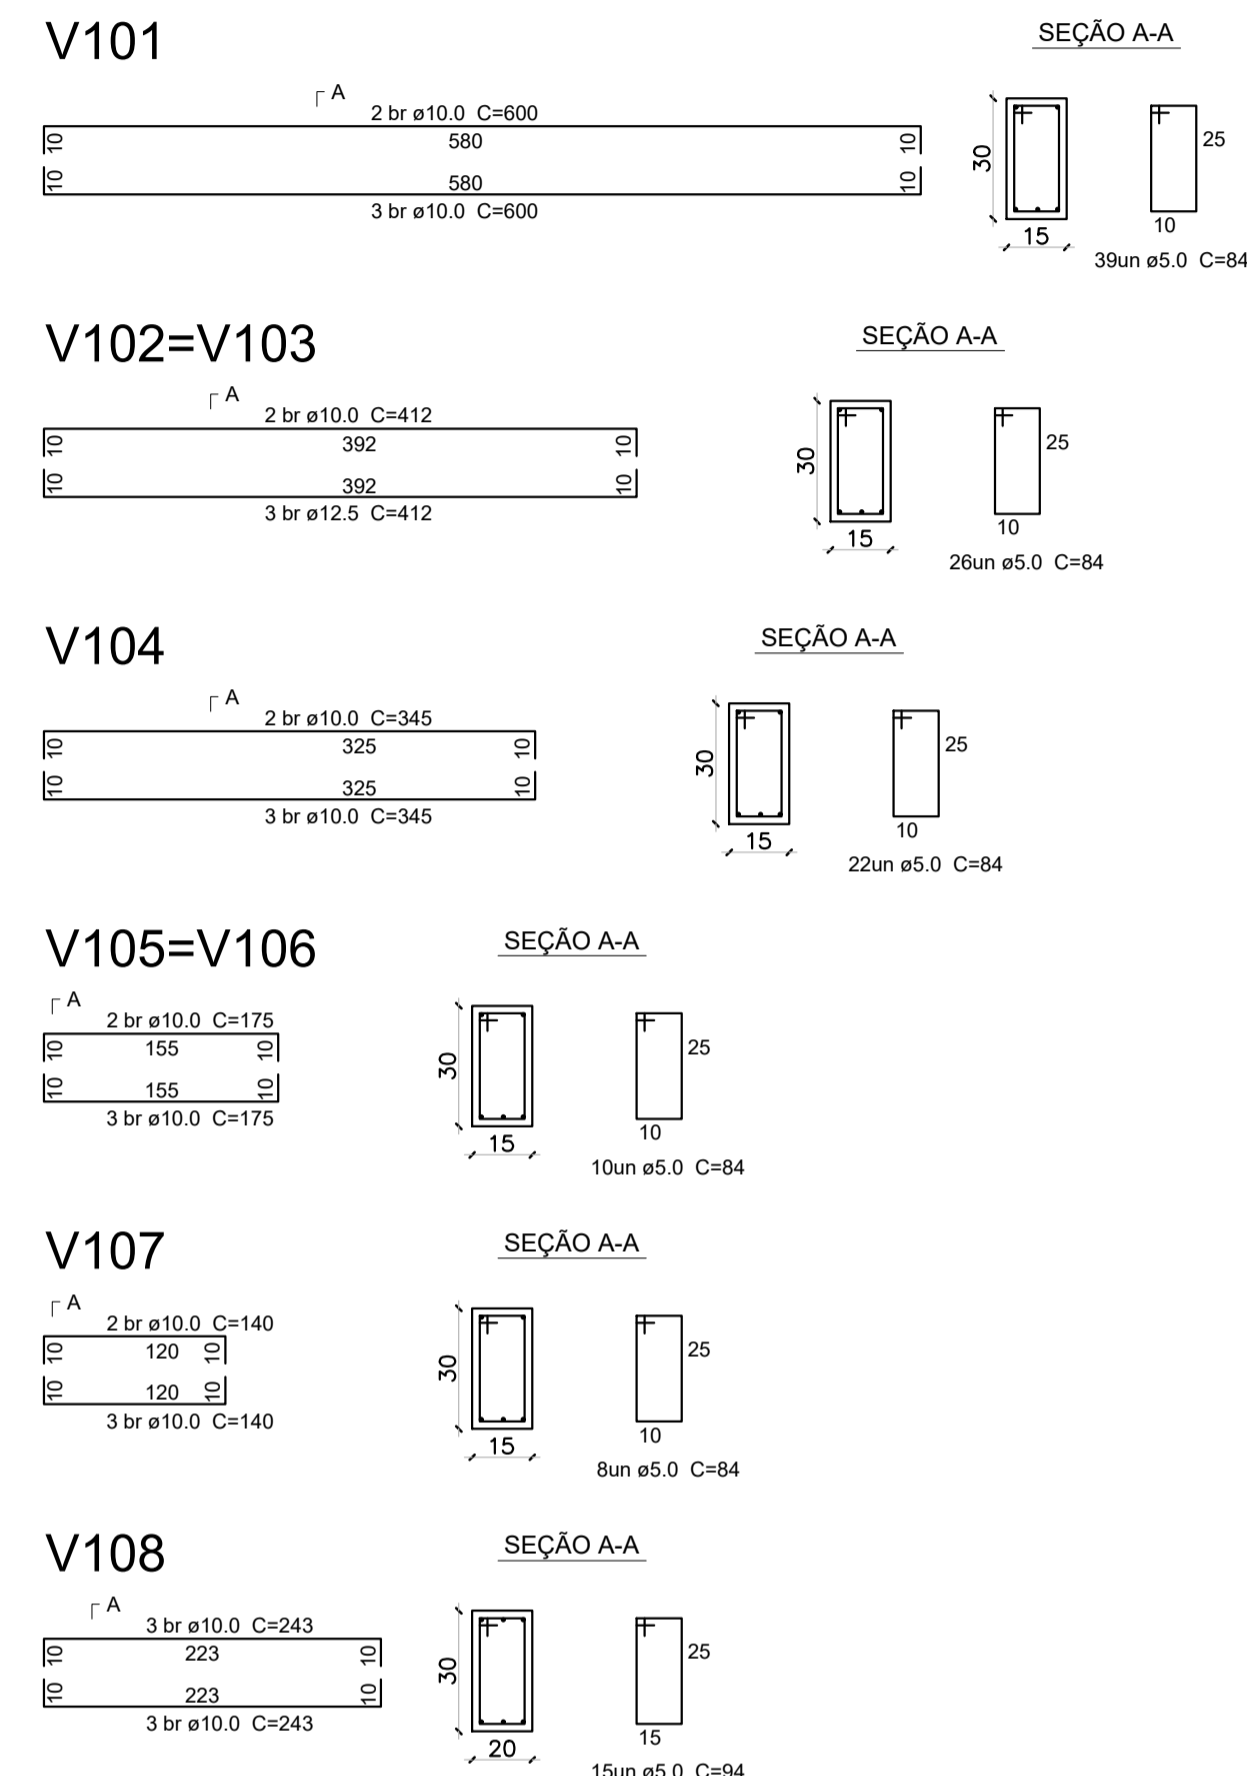 V101
SEÇÃO A-A
A
2 br ø10.0 C=600
10 580 10
10 580 10
3 br ø10.0 C=600
30
15
25
10
39un ø5.0 C=84
V102=V103
SEÇÃO A-A
A
2 br ø10.0 C=412
10 392 10
10 392 10
3 br ø12.5 C=412
30
15
25
10
26un ø5.0 C=84
V104
SEÇÃO A-A
A
2 br ø10.0 C=345
10 325 10
10 325 10
3 br ø10.0 C=345
30
15
25
10
22un ø5.0 C=84
V105=V106
SEÇÃO A-A
A
2 br ø10.0 C=175
10 155 10
10 155 10
3 br ø10.0 C=175
30
15
25
10
10un ø5.0 C=84
V107
SEÇÃO A-A
A
2 br ø10.0 C=140
10 120 10
10 120 10
3 br ø10.0 C=140
30
15
25
10
8un ø5.0 C=84
V108
SEÇÃO A-A
A
3 br ø10.0 C=243
10 223 10
10 223 10
3 br ø10.0 C=243
30
20
25
15
15un ø5.0 C=94